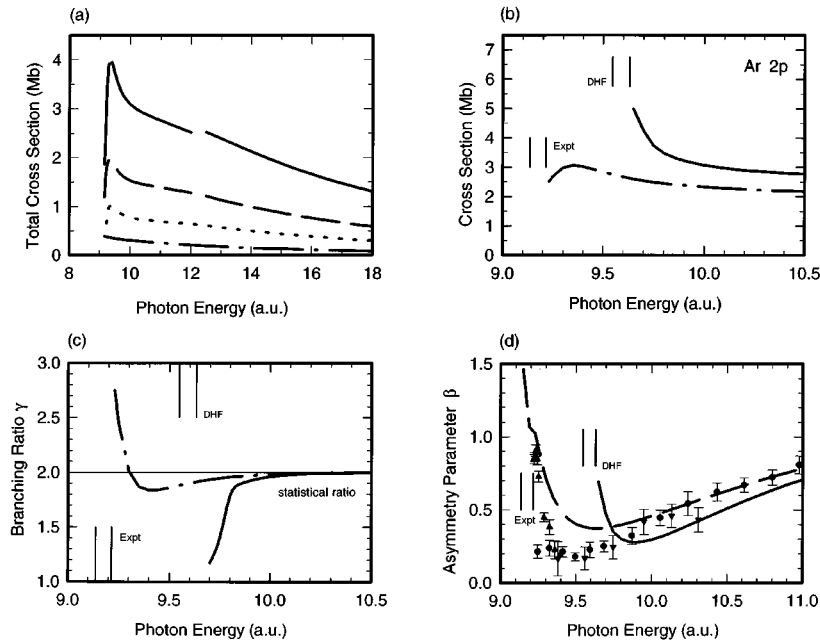 (a)
Total Cross Section (Mb)
4
3
2
1
0
8 10 12 14 16 18
Photon Energy (a.u.)
(b)
Cross Section (Mb)
7
6
5
4
3
2
1
0
Ar 2p
DHF
Expt
9.0 9.5 10.0 10.5
Photon Energy (a.u.)
(c)
Branching Ratio γ
3.0
2.5
2.0
1.5
1.0
DHF
statistical ratio
Expt
9.0 9.5 10.0 10.5
Photon Energy (a.u.)
(d)
Asymmetry Parameter β
1.5
1.0
0.5
0.0
DHF
Expt
9.0 9.5 10.0 10.5 11.0
Photon Energy (a.u.)